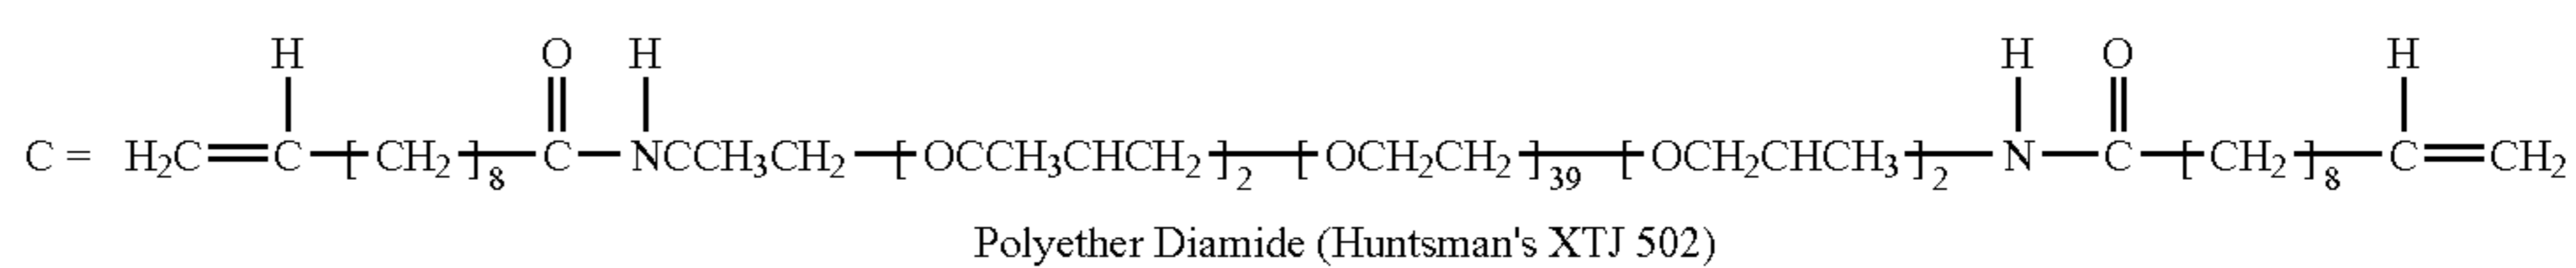 H O H H O H
C = H₂C=C-[CH₂]₈-C-NCCH₃CH₂-[OCCH₃CHCH₂]₂-[OCH₂CH₂]₃₉-[OCH₂CHCH₃]₂-N-C-[CH₂]₈-C=CH₂
Polyether Diamide (Huntsman's XTJ 502)